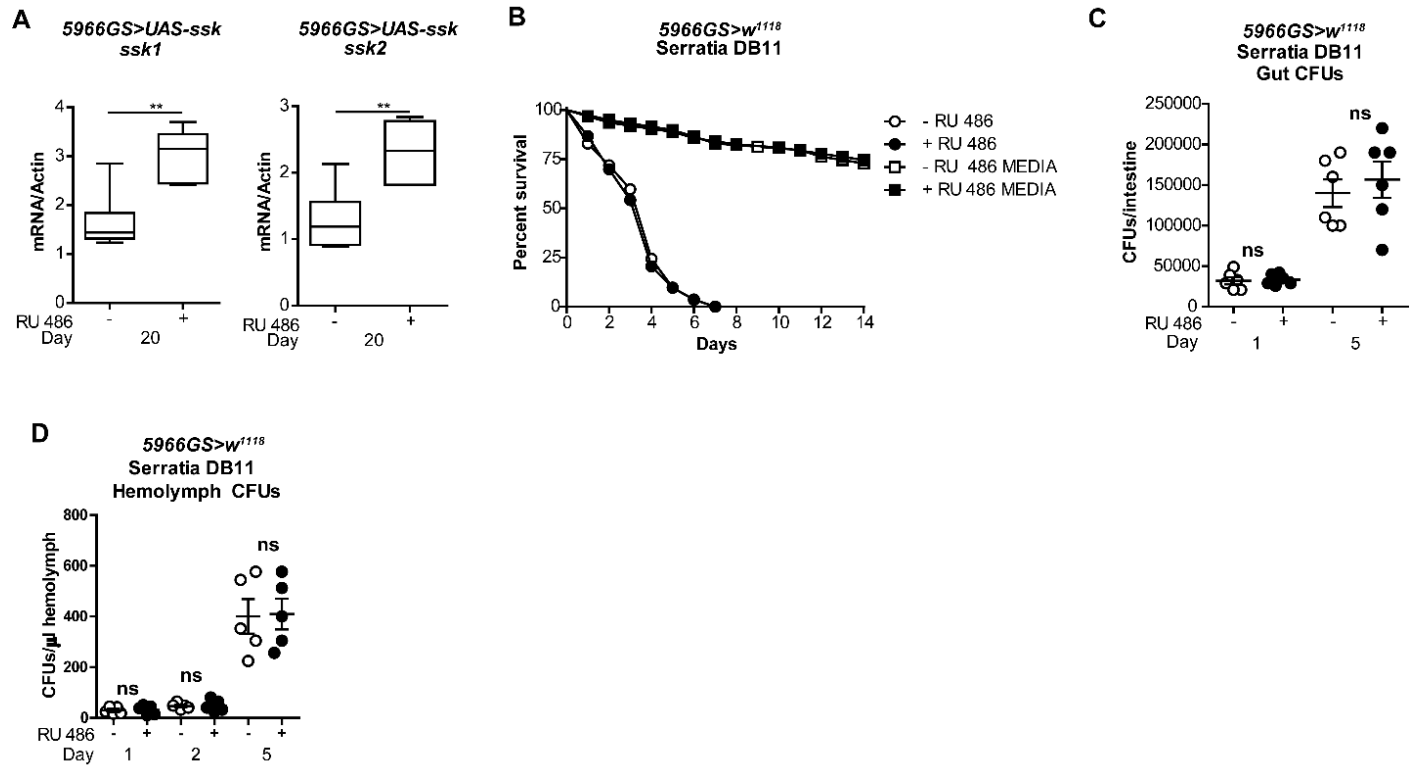 A
5966GS>UAS-ssk
ssk1
mRNA/Actin
4
3
2
1
0
**
RU 486 - +
Day 20
5966GS>UAS-ssk
ssk2
mRNA/Actin
3
2
1
0
**
RU 486 - +
Day 20
B
5966GS>w1118
Serratia DB11
Percent survival
100
75
50
25
0
0 2 4 6 8 10 12 14
Days
- RU 486
+ RU 486
- RU 486 MEDIA
+ RU 486 MEDIA
C
5966GS>w1118
Serratia DB11
Gut CFUs
CFUs/intestine
250000
200000
150000
100000
50000
0
ns
ns
RU 486 - + - +
Day 1 5
D
5966GS>w1118
Serratia DB11
Hemolymph CFUs
CFUs/µl hemolymph
800
600
400
200
0
ns
ns
ns
RU 486 - + - + - +
Day 1 2 5